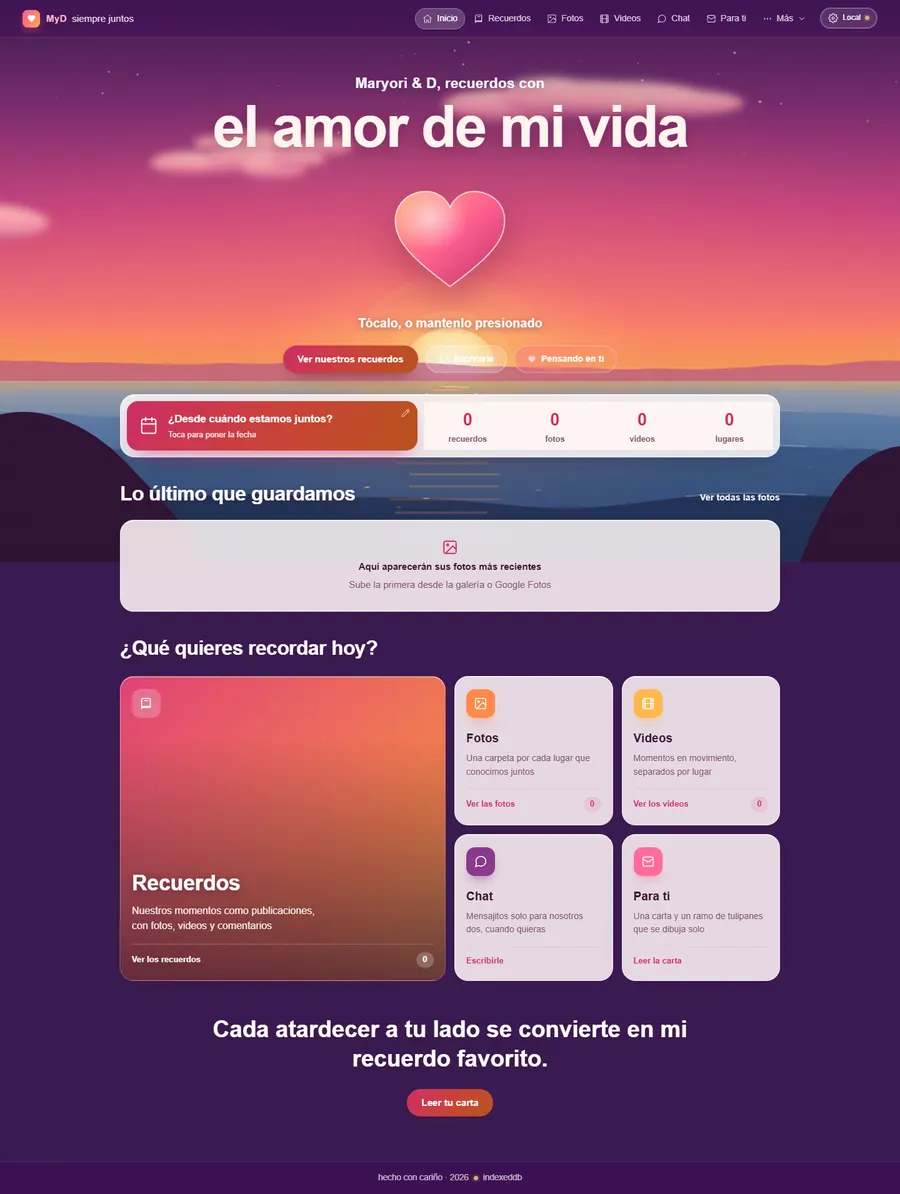 MyD siempre juntos
Inicio
Recuerdos
Fotos
Videos
Chat
Para ti
Más
Local
Maryori & D, recuerdos con
el amor de mi vida
Tócalo, o mantenlo presionado
Ver nuestros recuerdos
Escribirle
Pensando en ti
¿Desde cuándo estamos juntos?
Toca para poner la fecha
0
recuerdos
0
fotos
0
videos
0
lugares
Lo último que guardamos
Ver todas las fotos
Aquí aparecerán sus fotos más recientes
Sube la primera desde la galería o Google Fotos
¿Qué quieres recordar hoy?
Recuerdos
Nuestros momentos como publicaciones,
con fotos, videos y comentarios
Ver los recuerdos
0
Fotos
Una carpeta por cada lugar que
conocimos juntos
Ver las fotos
0
Videos
Momentos en movimiento,
separados por lugar
Ver los videos
0
Chat
Mensajitos solo para nosotros
dos, cuando quieras
Escribirle
Para ti
Una carta y un ramo de tulipanes
que se dibuja solo
Leer la carta
Cada atardecer a tu lado se convierte en mi
recuerdo favorito.
Leer tu carta
hecho con cariño · 2026 indexeddb